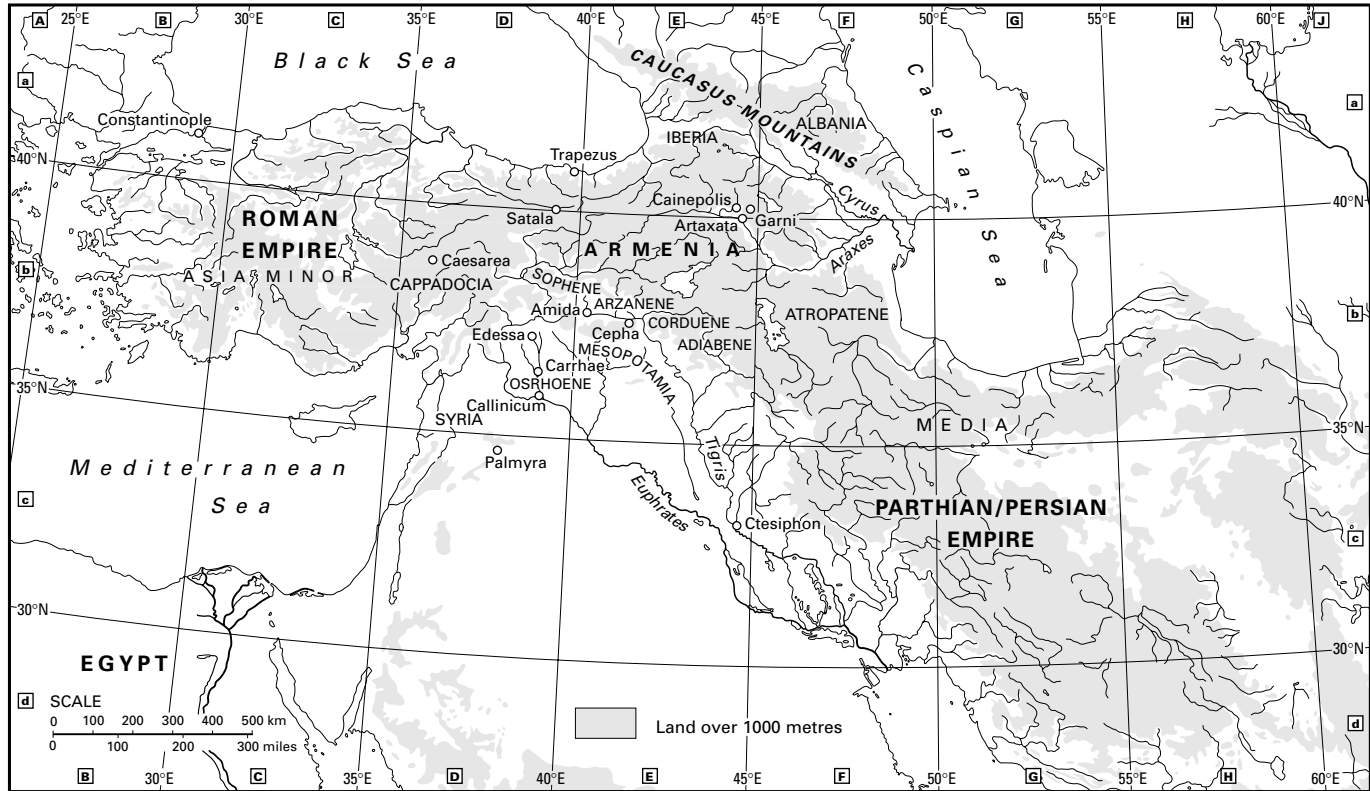 A B 30°E C 35°E D 40°E E 45°E F 50°E G 55°E H 60°E J
25°E
a
a
Black Sea
CAUCASUS MOUNTAINS
Caspian Sea
Constantinople
ALBANIA
IBERIA
40°N
Trapezus
Cainepolis
Cyrus
40°N
ROMAN
EMPIRE
Satala
Artaxata
Garni
ARMENIA
Araxes
b
ASIA MINOR
Caesarea
CAPPADOCIA
SOPHENE
ARZANENE
Amida
CORDUENE
ATROPATENE
b
Edessa
Cepha
ADIABENE
MESOPOTAMIA
Carrhae
OSRHOENE
35°N
Callinicum
SYRIA
MEDIA
35°N
Mediterranean
Sea
Palmyra
Tigris
Euphrates
c
PARTHIAN/PERSIAN
EMPIRE
Ctesiphon
c
30°N
30°N
EGYPT
d
SCALE
0 100 200 300 400 500 km
0 100 200 300 miles
Land over 1000 metres
d
B 30°E C 35°E D 40°E E 45°E F 50°E G 55°E H 60°E